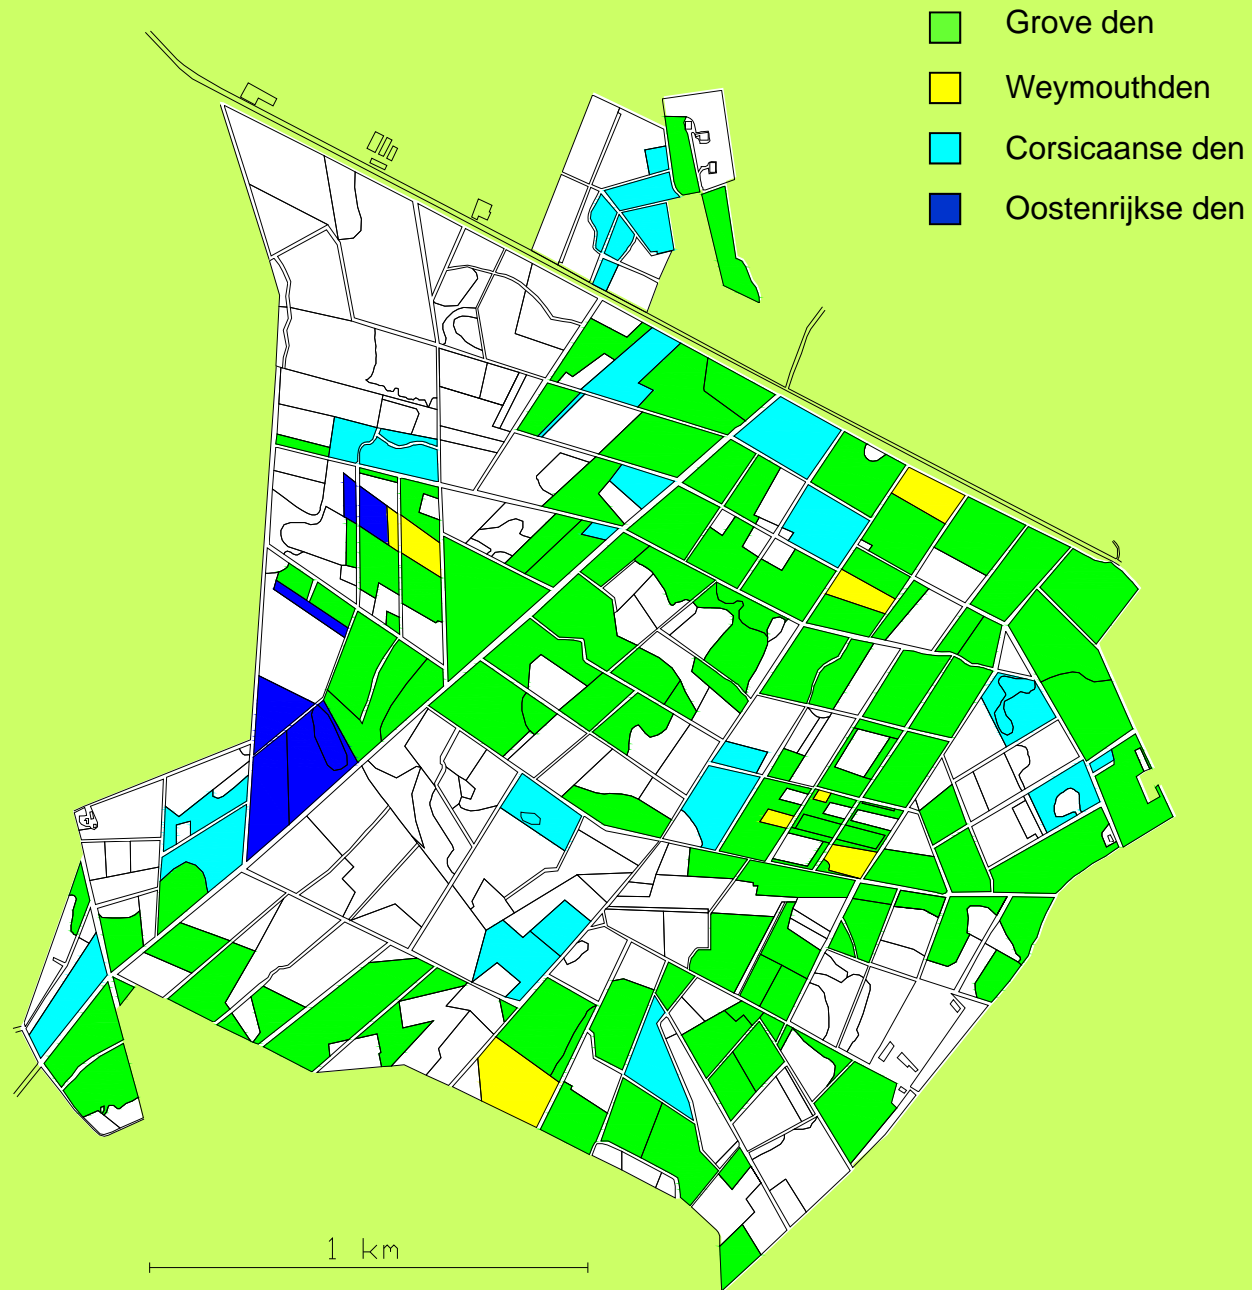 Grove den
Weymouthden
Corsicaanse den
Oostenrijkse den
1 km